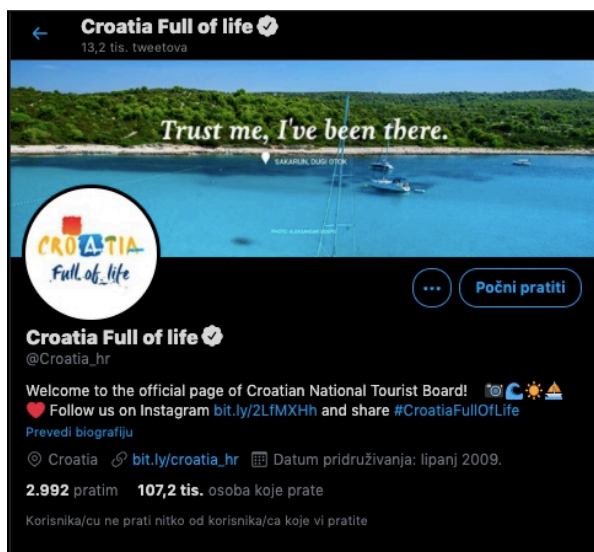 Croatia Full of life
13,2 tis. tweetova
Trust me, I've been there.
SAKARUN, DUGI OTOK
CROATIA
Full of life
Počni pratiti
Croatia Full of life
@Croatia_hr
Welcome to the official page of Croatian National Tourist Board!
Follow us on Instagram bit.ly/2LfMXHh and share #CroatiaFullOfLife
Prevedi biografiju
Croatia bit.ly/croatia_hr Datum pridruživanja: lipanj 2009.
2.992 pratim 107,2 tis. osoba koje prate
Korisnika/cu ne prati nitko od korisnika/ca koje vi pratite